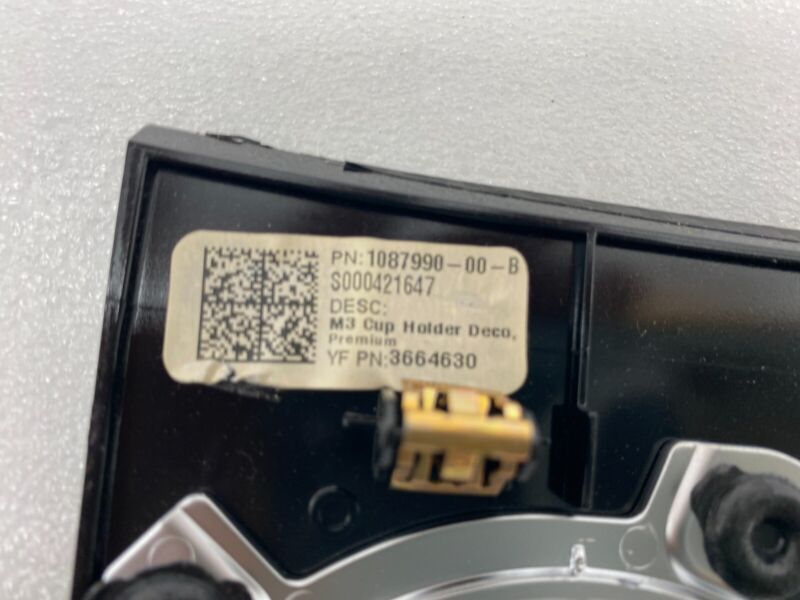 PN:1087990-00-B
S000421647
DESC:
M3 Cup Holder Deco,
Premium
YF PN:3664630